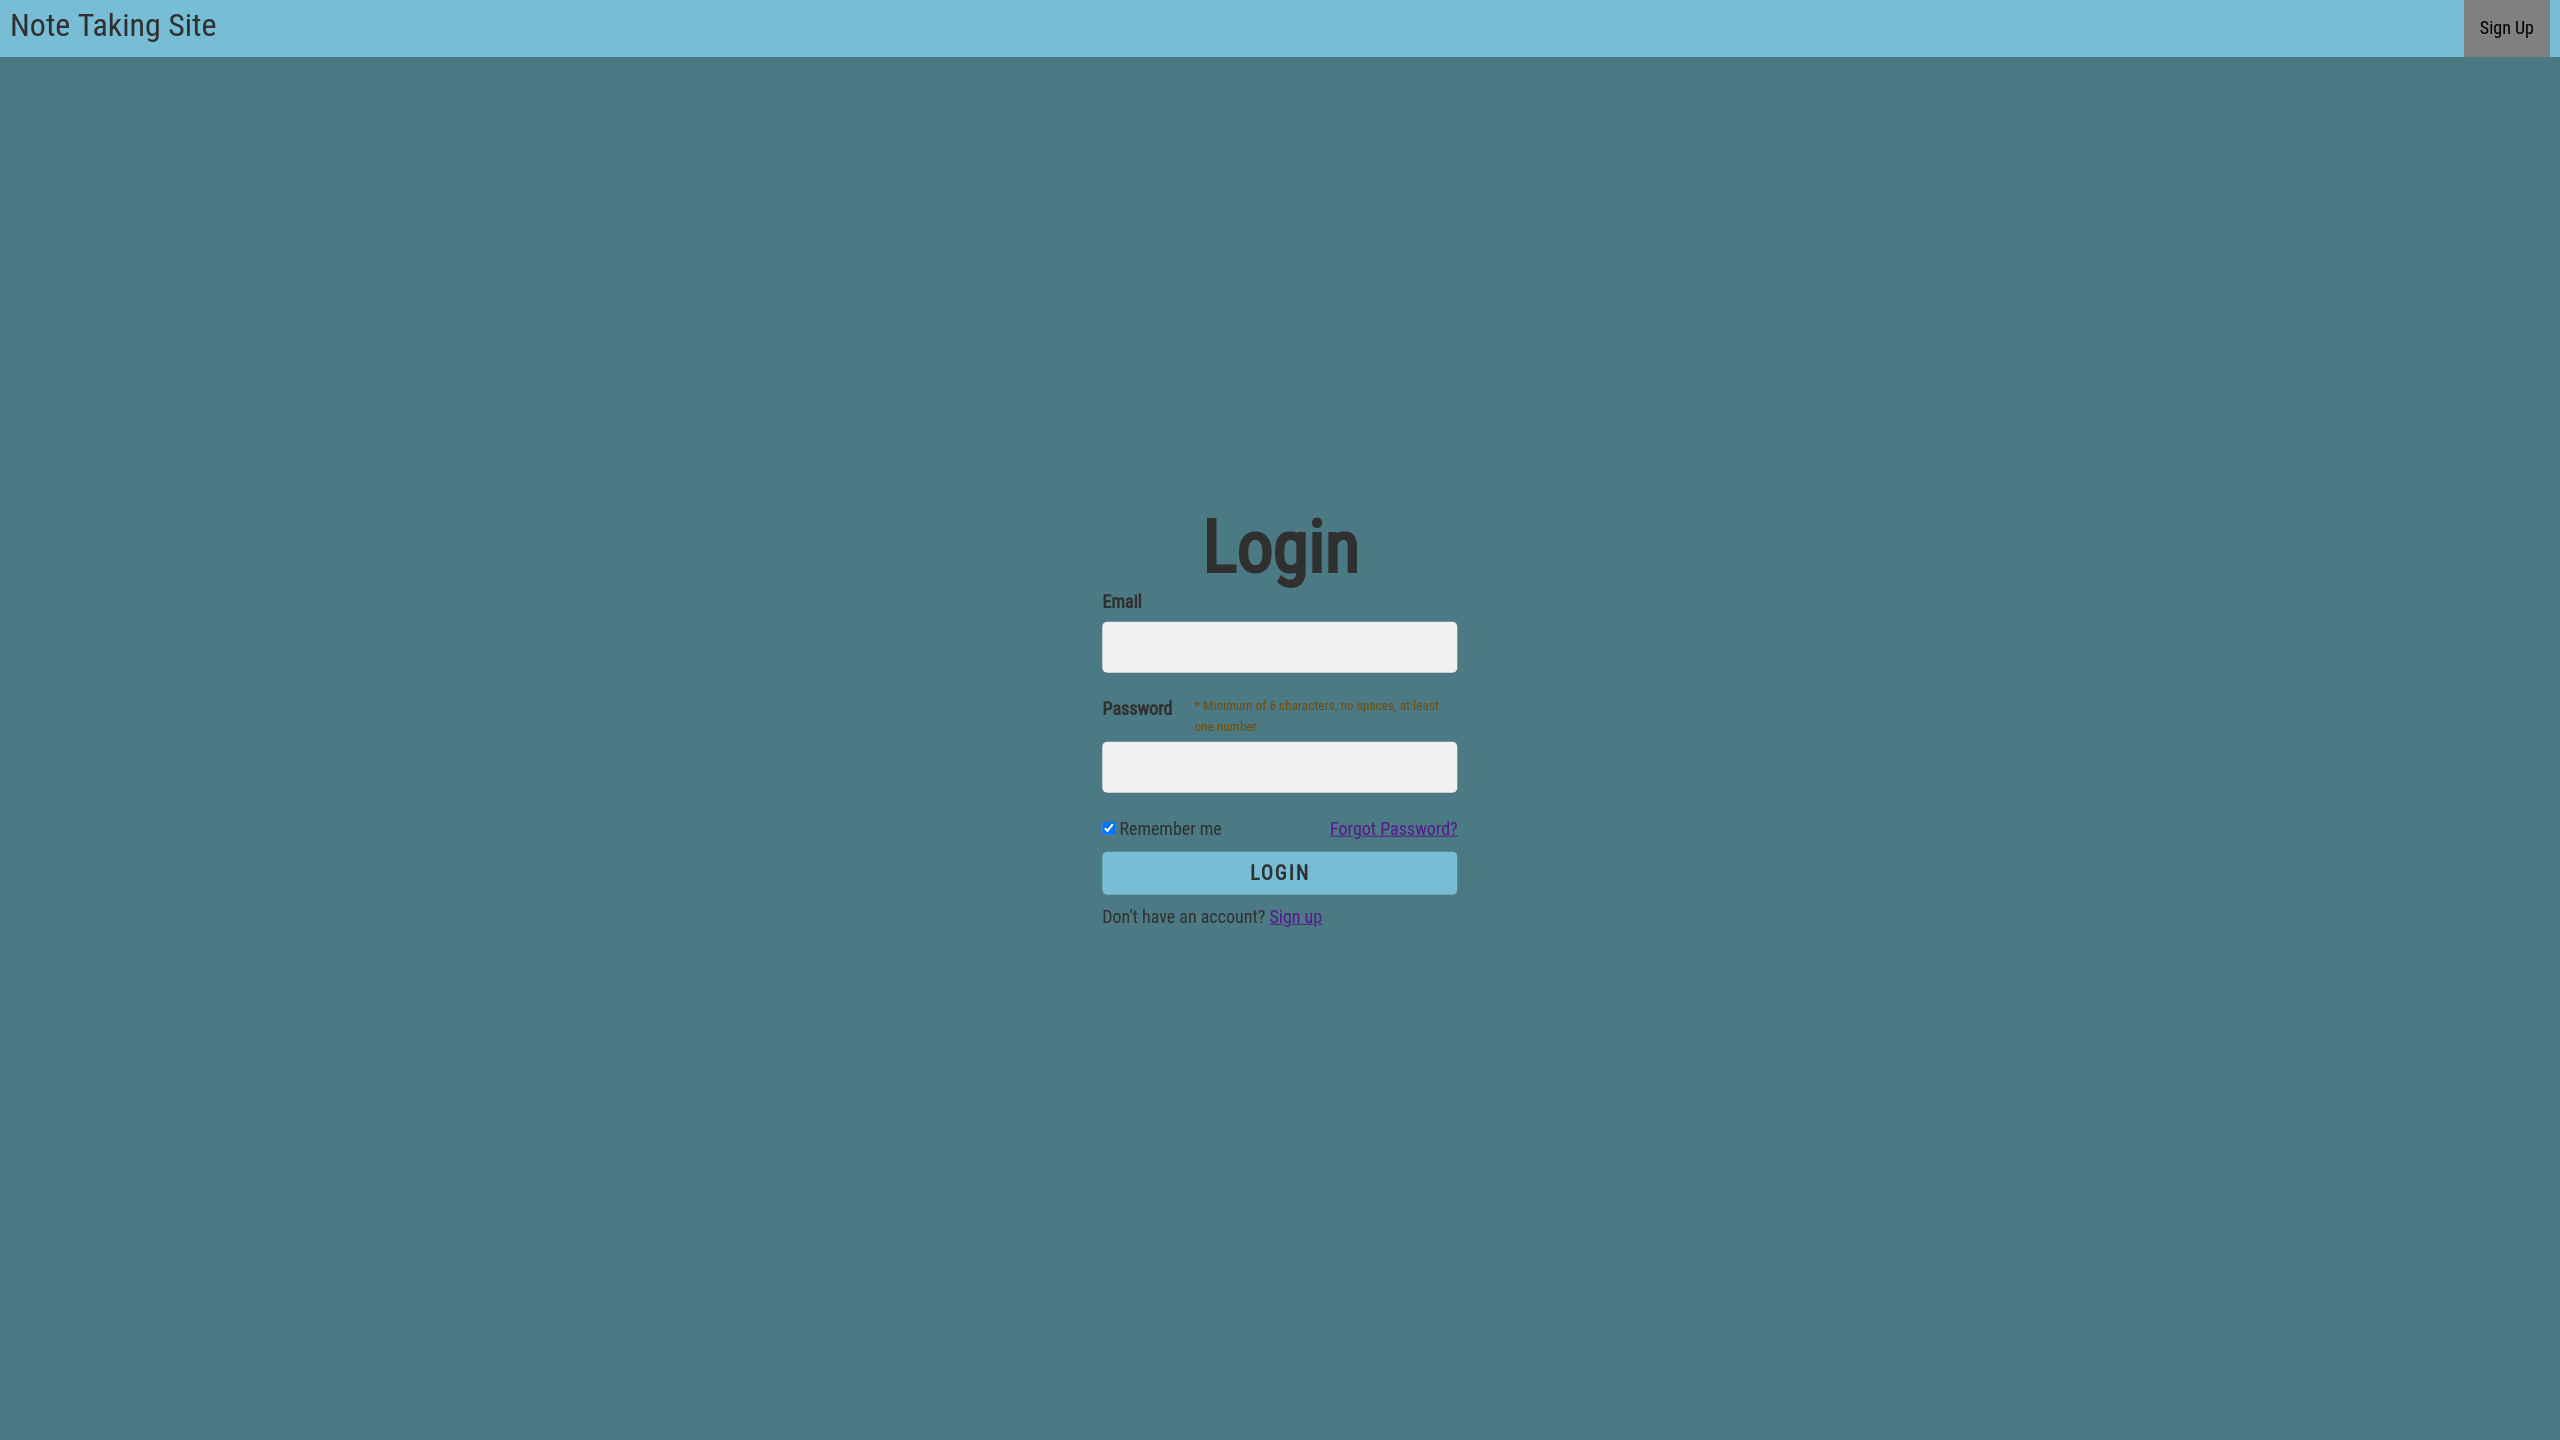 Note Taking Site
Sign Up
Login
Email
Password
* Minimum of 6 characters, no spaces, at least
one number
Remember me
Forgot Password?
LOGIN
Don't have an account? Sign up